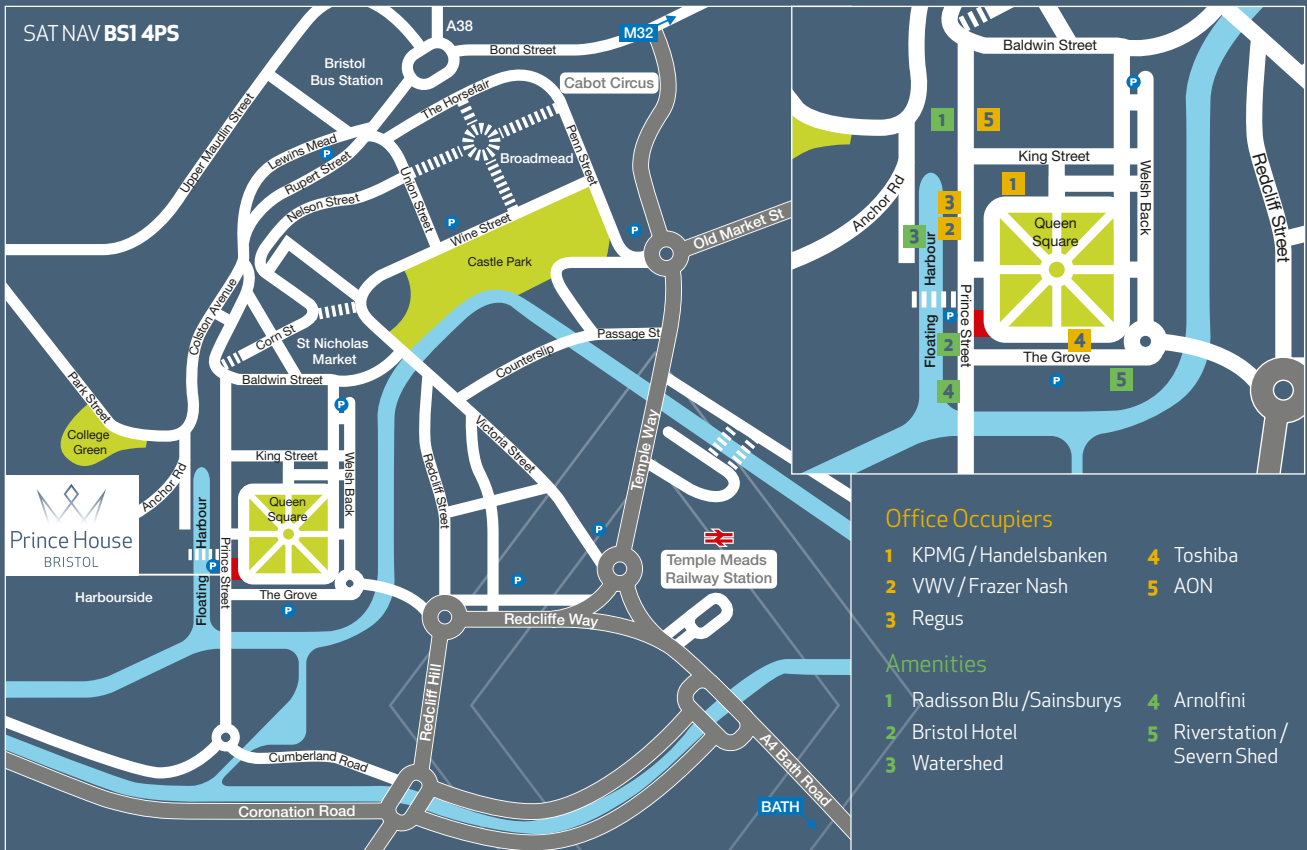 SAT NAV BS1 4PS
A38
M32
Bond Street
Bristol
Bus Station
Cabot Circus
The Horsefair
Upper Maudlin Street
Lewins Mead
P
Rupert Street
Broadmead
Penn Street
Union Street
Nelson Street
P
Wine Street
P
Old Market St
Castle Park
Colston Avenue
Corn St
St Nicholas
Market
Passage St
Counterslip
Baldwin Street
Park Street
P
College
Green
Victoria Street
Temple Way
King Street
Welsh Back
Redcliff Street
Anchor Rd
Queen
Square
Prince House
BRISTOL
Floating Harbour
Prince Street
P
P
P
Temple Meads
Railway Station
Harbourside
The Grove
P
Redcliffe Way
Redcliff Hill
Cumberland Road
Coronation Road
A4 Bath Road
BATH
Baldwin Street
P
1
5
King Street
Welsh Back
Redcliff Street
Anchor Rd
1
3
2
3
Queen
Square
Floating Harbour
Prince Street
P
2
4
The Grove
P
5
4
Office Occupiers
1 KPMG / Handelsbanken
2 VWV / Frazer Nash
3 Regus
4 Toshiba
5 AON
Amenities
1 Radisson Blu /Sainsburys
2 Bristol Hotel
3 Watershed
4 Arnolfini
5 Riverstation /
Severn Shed